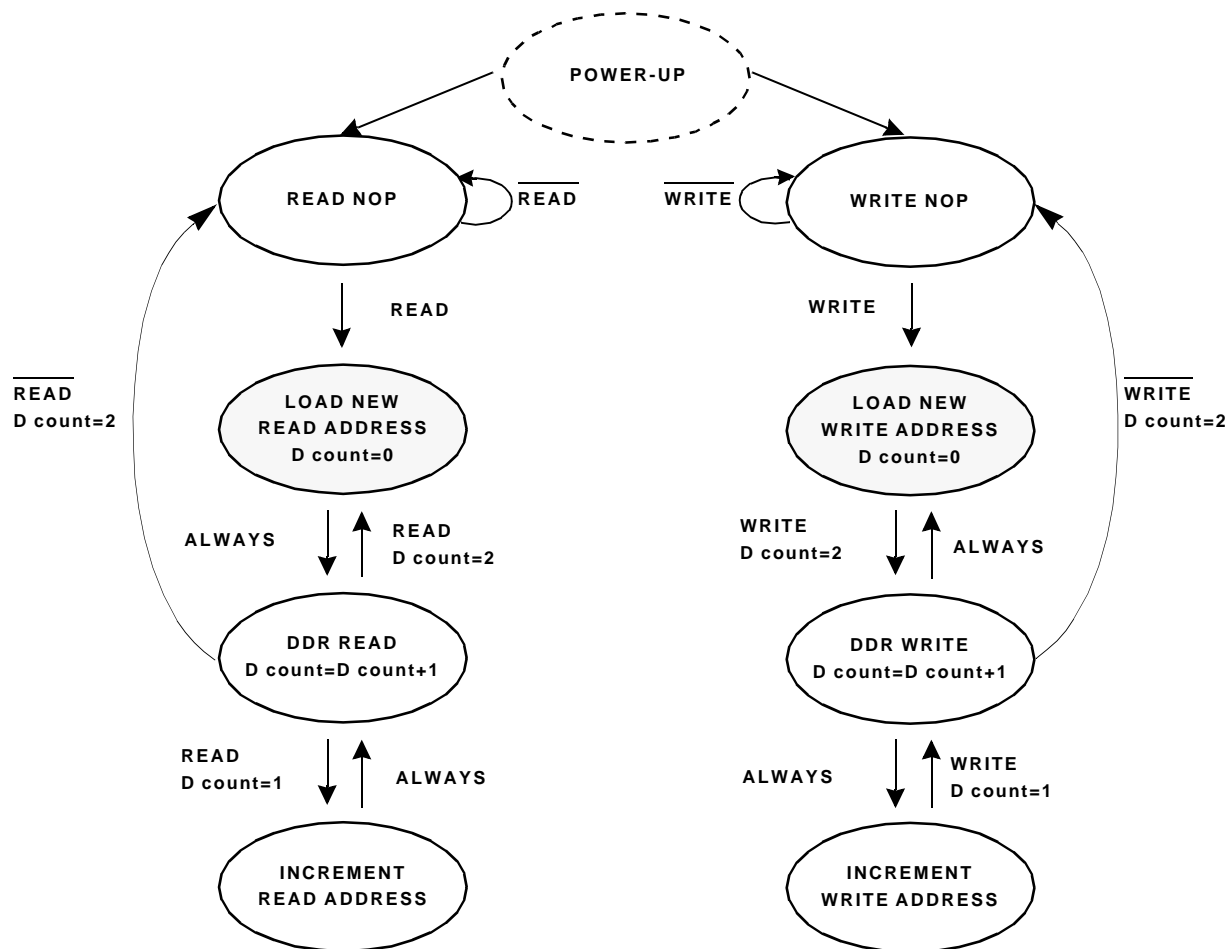 POWER-UP
READ NOP
READ
WRITE
WRITE NOP
READ
WRITE
READ
D count=2
LOAD NEW
READ ADDRESS
D count=0
LOAD NEW
WRITE ADDRESS
D count=0
WRITE
D count=2
ALWAYS
READ
D count=2
WRITE
D count=2
ALWAYS
DDR READ
D count=D count+1
DDR WRITE
D count=D count+1
READ
D count=1
ALWAYS
ALWAYS
WRITE
D count=1
INCREMENT
READ ADDRESS
INCREMENT
WRITE ADDRESS